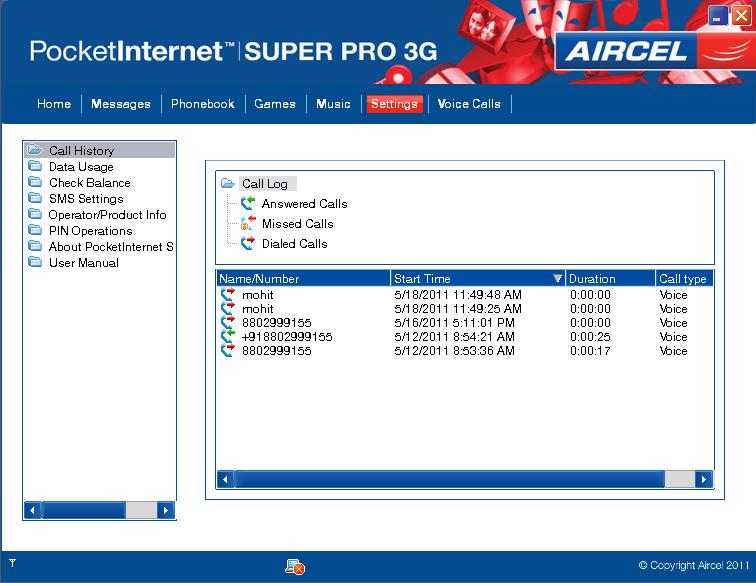 PocketInternet™ | SUPER PRO 3G
AIRCEL
Home Messages Phonebook Games Music Settings Voice Calls
Call History
Data Usage
Check Balance
SMS Settings
Operator/Product Info
PIN Operations
About PocketInternet S
User Manual
Call Log
Answered Calls
Missed Calls
Dialed Calls
Name/Number Start Time Duration Call type
mohit 5/18/2011 11:49:48 AM 0:00:00 Voice
mohit 5/18/2011 11:49:25 AM 0:00:00 Voice
8802999155 5/16/2011 5:11:01 PM 0:00:00 Voice
+918802999155 5/12/2011 8:54:21 AM 0:00:25 Voice
8802999155 5/12/2011 8:53:36 AM 0:00:17 Voice
© Copyright Aircel 2011